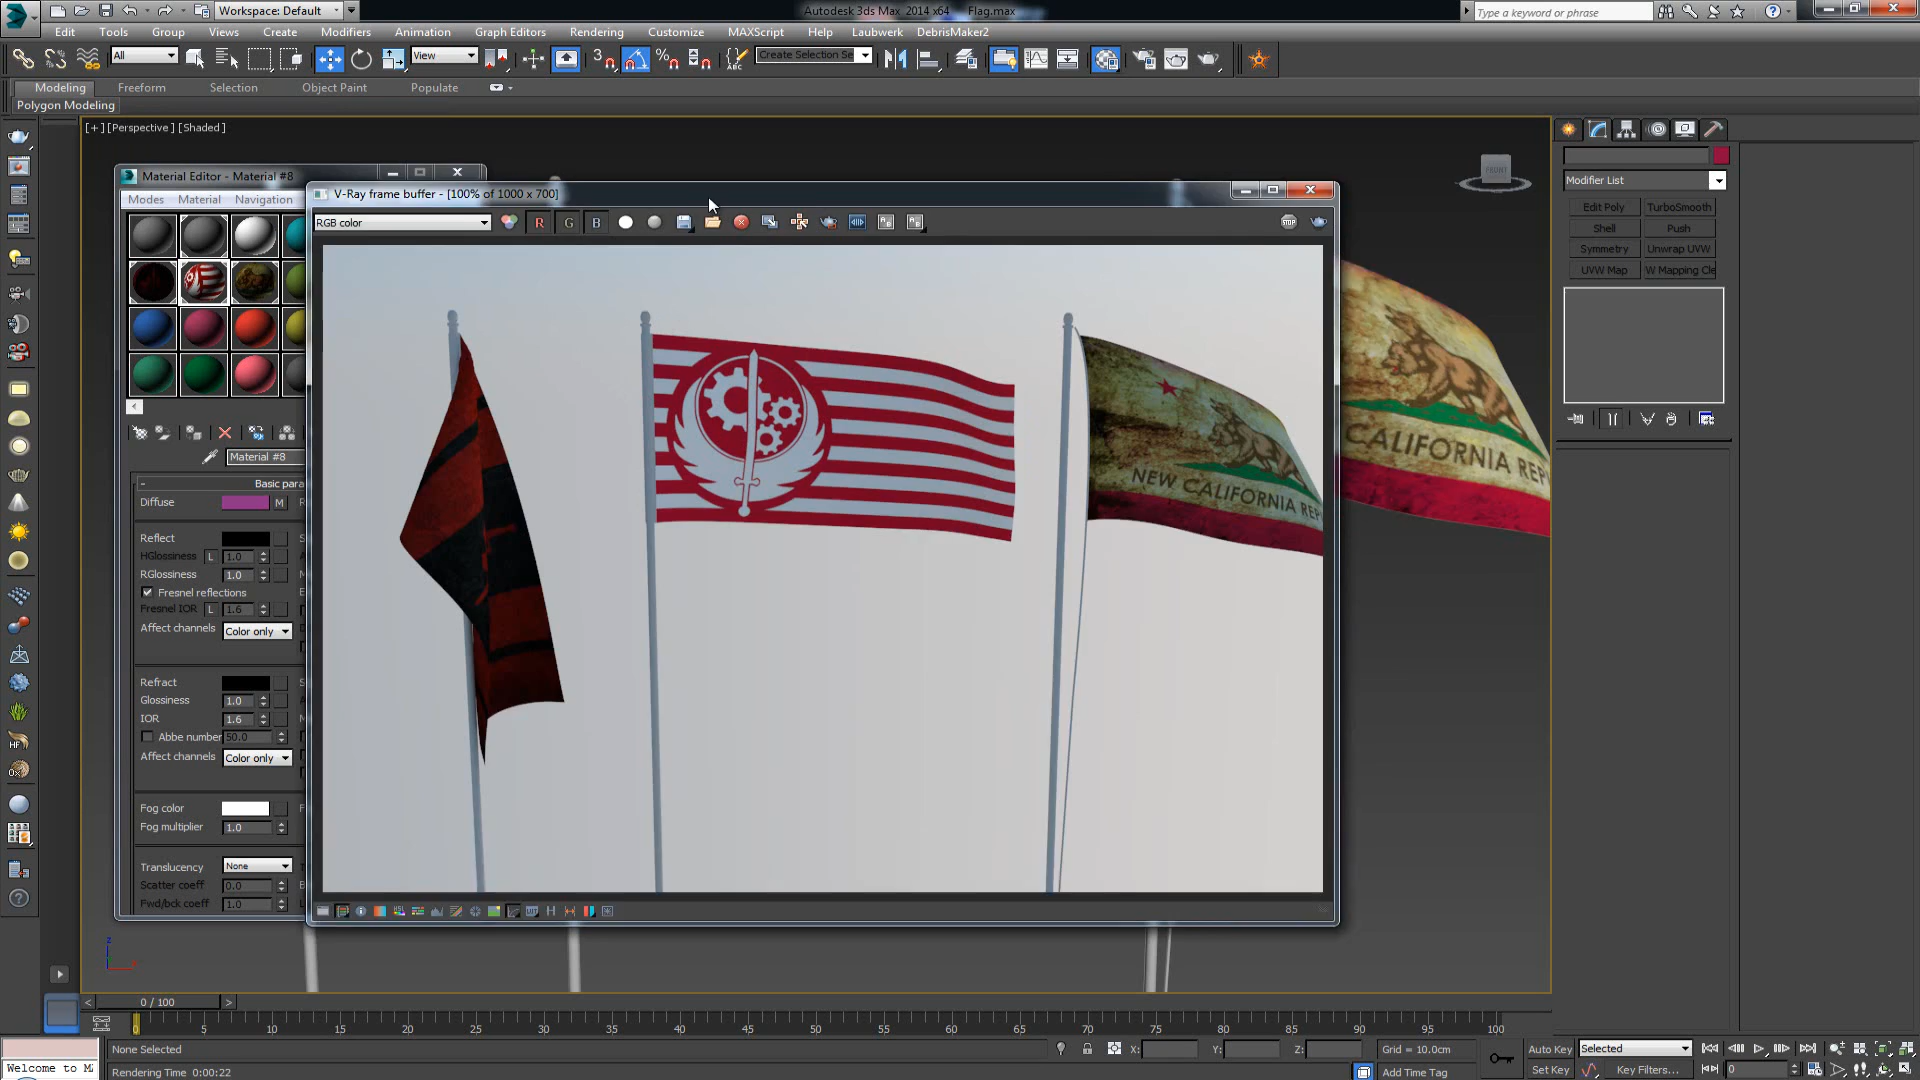 Workspace: Default
Autodesk 3ds Max 2014 x64 Flag.max
Type a keyword or phrase
Edit Tools Group Views Create Modifiers Animation Graph Editors Rendering Customize MAXScript Help Laubwerk DebrisMaker2
All
View
3
Create Selection Se
Modeling Freeform Selection Object Paint Populate
Polygon Modeling
[+] [Perspective] [Shaded]
FRONT
Modifier List
Edit Poly TurboSmooth
Shell Push
Symmetry Unwrap UVW
UVW Map W Mapping Cle
Material Editor - Material #8
Modes Material Navigation
V-Ray frame buffer - [100% of 1000 x 700]
RGB color
R G B
STOP
NEW CALIFORNIA REP
CALIFORNIA REP
Material #8
- Basic para
Diffuse M
Reflect
HGlossiness L 1.0
RGlossiness 1.0
Fresnel reflections
Fresnel IOR L 1.6
Affect channels Color only
Refract
Glossiness 1.0
IOR 1.6
Abbe number 50.0
Affect channels Color only
Fog color
Fog multiplier 1.0
Translucency None
Scatter coeff 0.0
Fwd/bck coeff 1.0
HF
z
< 0 / 100 >
0 5 10 15 20 25 30 35 40 45 50 55 60 65 70 75 80 85 90 95 100
None Selected
X: Y: Z: Grid = 10.0cm
Auto Key Selected
Welcome to MA
Rendering Time 0:00:22
Add Time Tag
Set Key Key Filters...
0